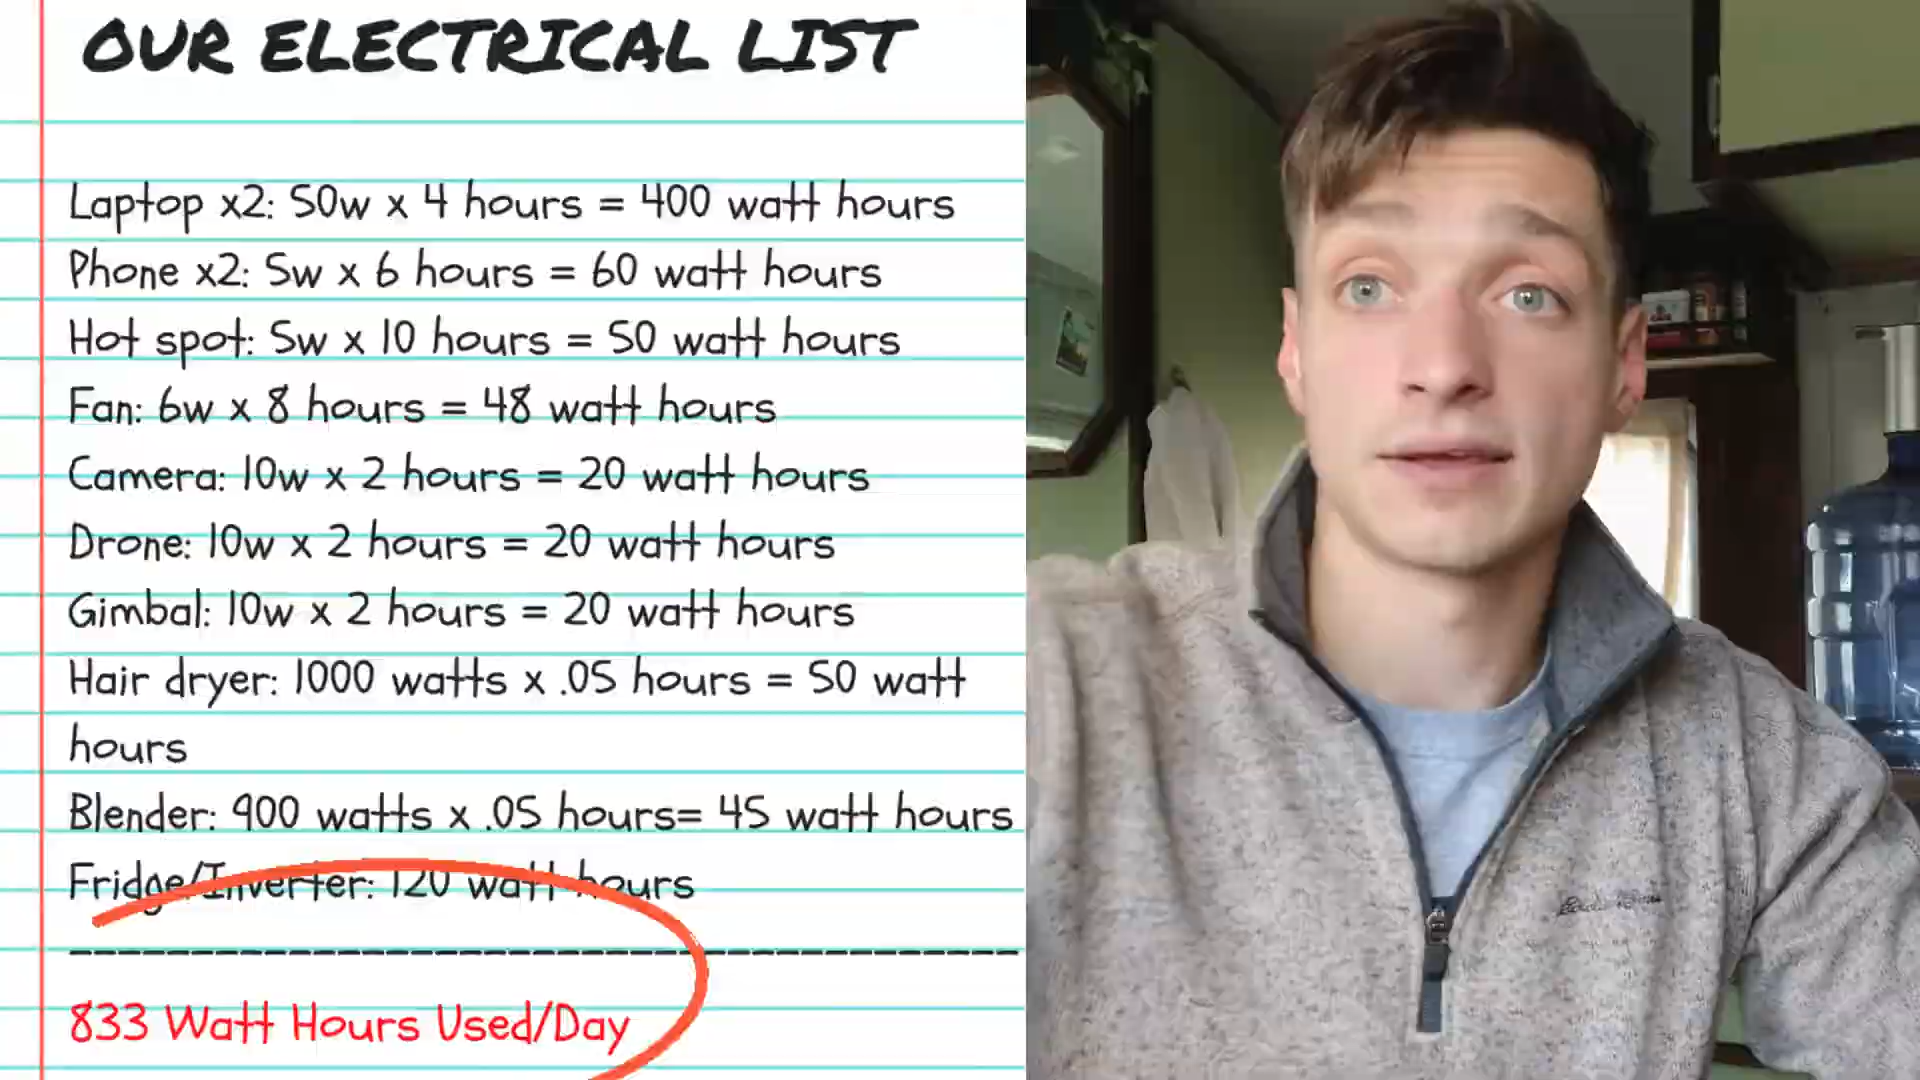 OUR ELECTRICAL LIST
Laptop x2: 50w x 4 hours = 400 watt hours
Phone x2: 5w x 6 hours = 60 watt hours
Hot spot: 5w x 10 hours = 50 watt hours
Fan: 6w x 8 hours = 48 watt hours
Camera: 10w x 2 hours = 20 watt hours
Drone: 10w x 2 hours = 20 watt hours
Gimbal: 10w x 2 hours = 20 watt hours
Hair dryer: 1000 watts x .05 hours = 50 watt
hours
Blender: 900 watts x .05 hours= 45 watt hours
Fridge/Inverter: 120 watt hours
833 Watt Hours Used/Day